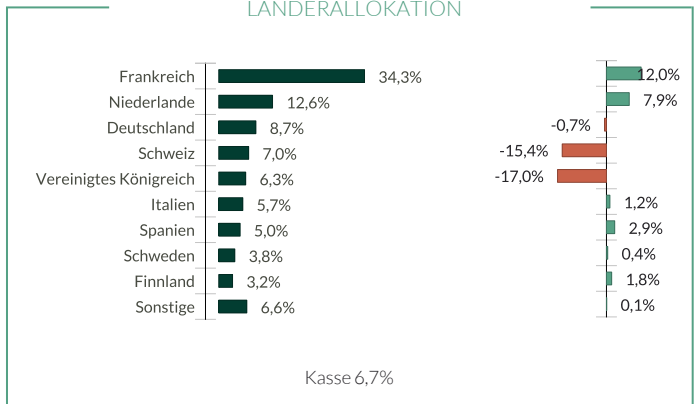 LÄNDERALLOKATION
Frankreich 34,3% 12,0%
Niederlande 12,6% 7,9%
Deutschland 8,7% -0,7%
Schweiz 7,0% -15,4%
Vereinigtes Königreich 6,3% -17,0%
Italien 5,7% 1,2%
Spanien 5,0% 2,9%
Schweden 3,8% 0,4%
Finnland 3,2% 1,8%
Sonstige 6,6% 0,1%
Kasse 6,7%